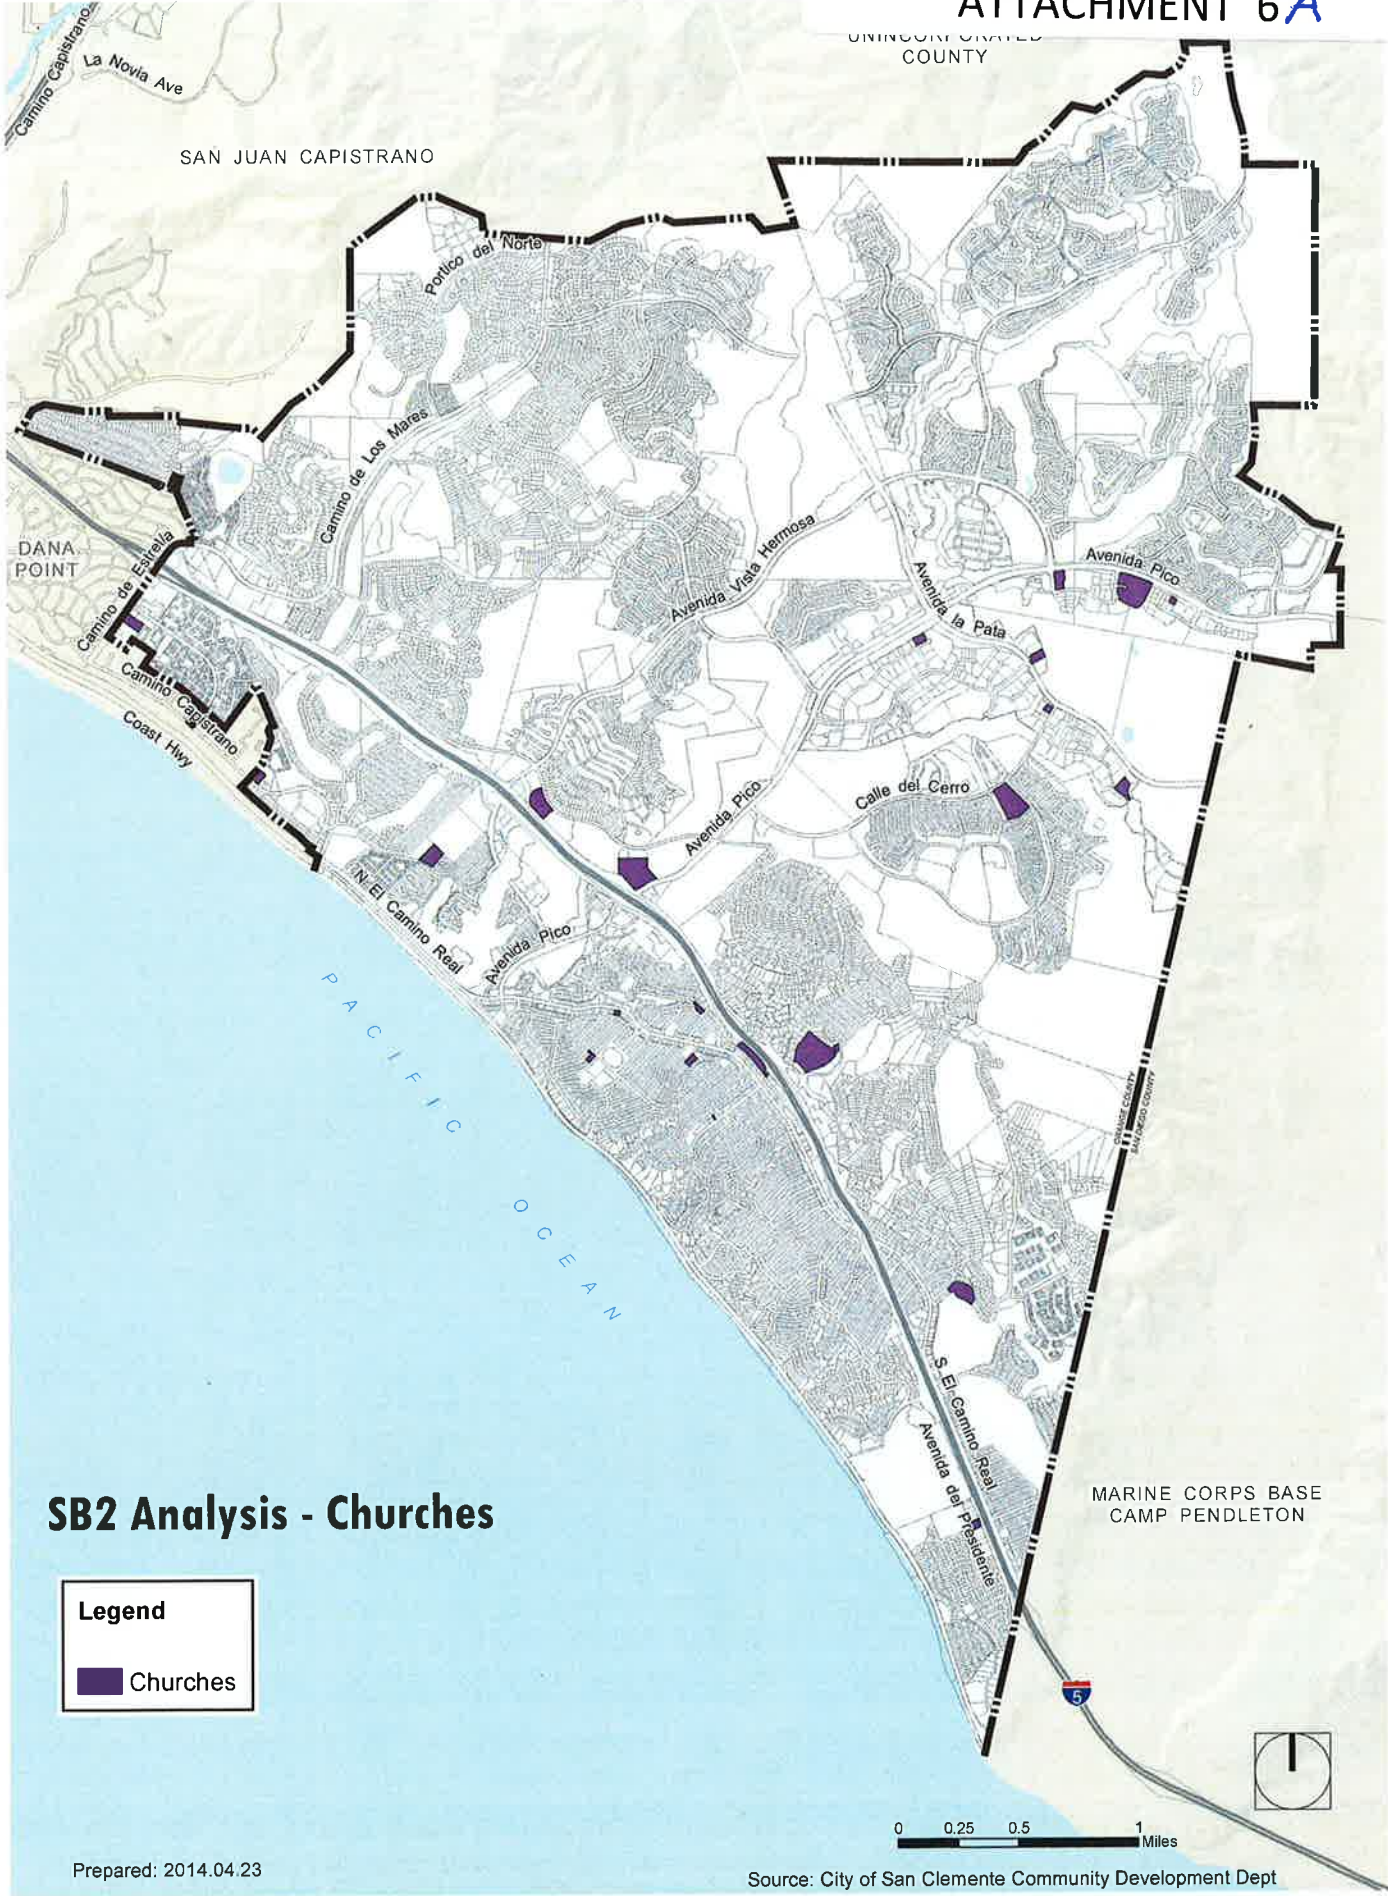 ATTACHMENT 6A
UNINCORPORATED
COUNTY
Camino Capistrano
La Novia Ave
SAN JUAN CAPISTRANO
Portico del Norte
Camino de Los Mares
DANA
POINT
Camino de Estrella
Avenida Vista Hermosa
Avenida Pico
Avenida la Pata
Camino Capistrano
Coast Hwy
Calle del Cerro
Avenida Pico
N El Camino Real
Avenida Pico
PACIFIC OCEAN
ORANGE COUNTY
SAN DIEGO COUNTY
S El Camino Real
Avenida del Presidente
MARINE CORPS BASE
CAMP PENDLETON
SB2 Analysis - Churches
Legend
Churches
5
0 0.25 0.5 1
Miles
Prepared: 2014.04.23
Source: City of San Clemente Community Development Dept